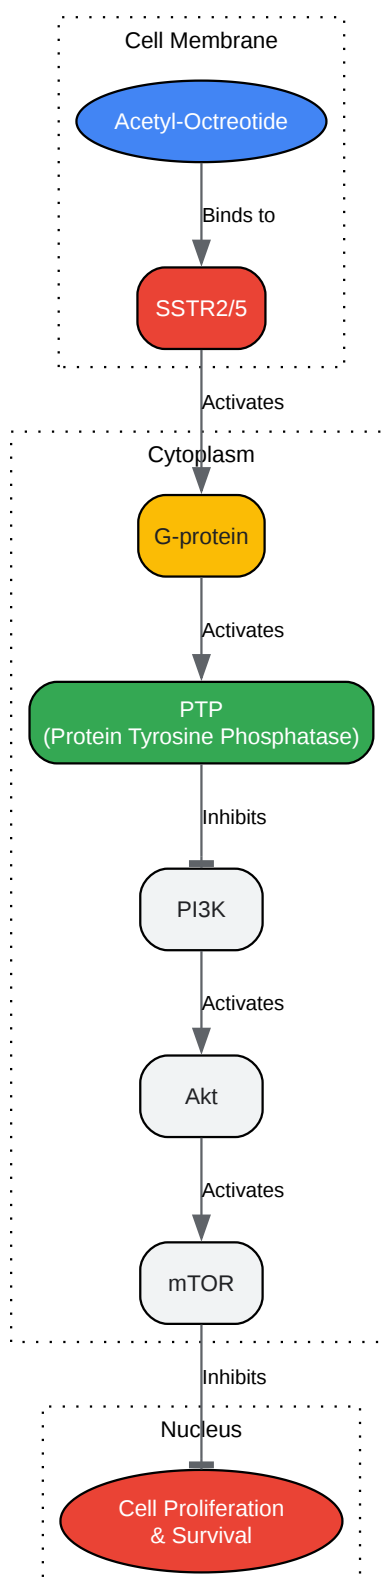 Cell Membrane
Acetyl-Octreotide
Binds to
SSTR2/5
Activates
Cytoplasm
G-protein
Activates
PTP
(Protein Tyrosine Phosphatase)
Inhibits
PI3K
Activates
Akt
Activates
mTOR
Inhibits
Nucleus
Cell Proliferation
& Survival